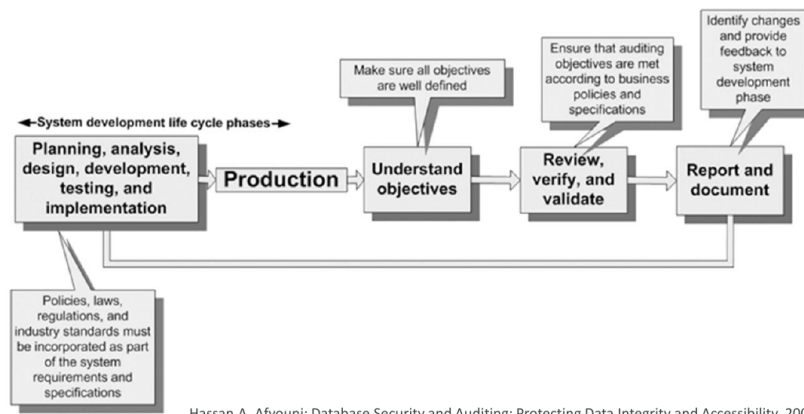 Identify changes
and provide
feedback to
system
development
phase
Ensure that auditing
objectives are met
according to business
policies and
specifications
Make sure all objectives
are well defined
System development life cycle phases
Planning, analysis,
design, development,
testing, and
implementation
Production
Understand
objectives
Review,
verify, and
validate
Report and
document
Policies, laws,
regulations, and
industry standards must
be incorporated as part
of the system
requirements and
specifications
Hassan A. Afyouni; Database Security and Auditing: Protecting Data Integrity and Accessibility,